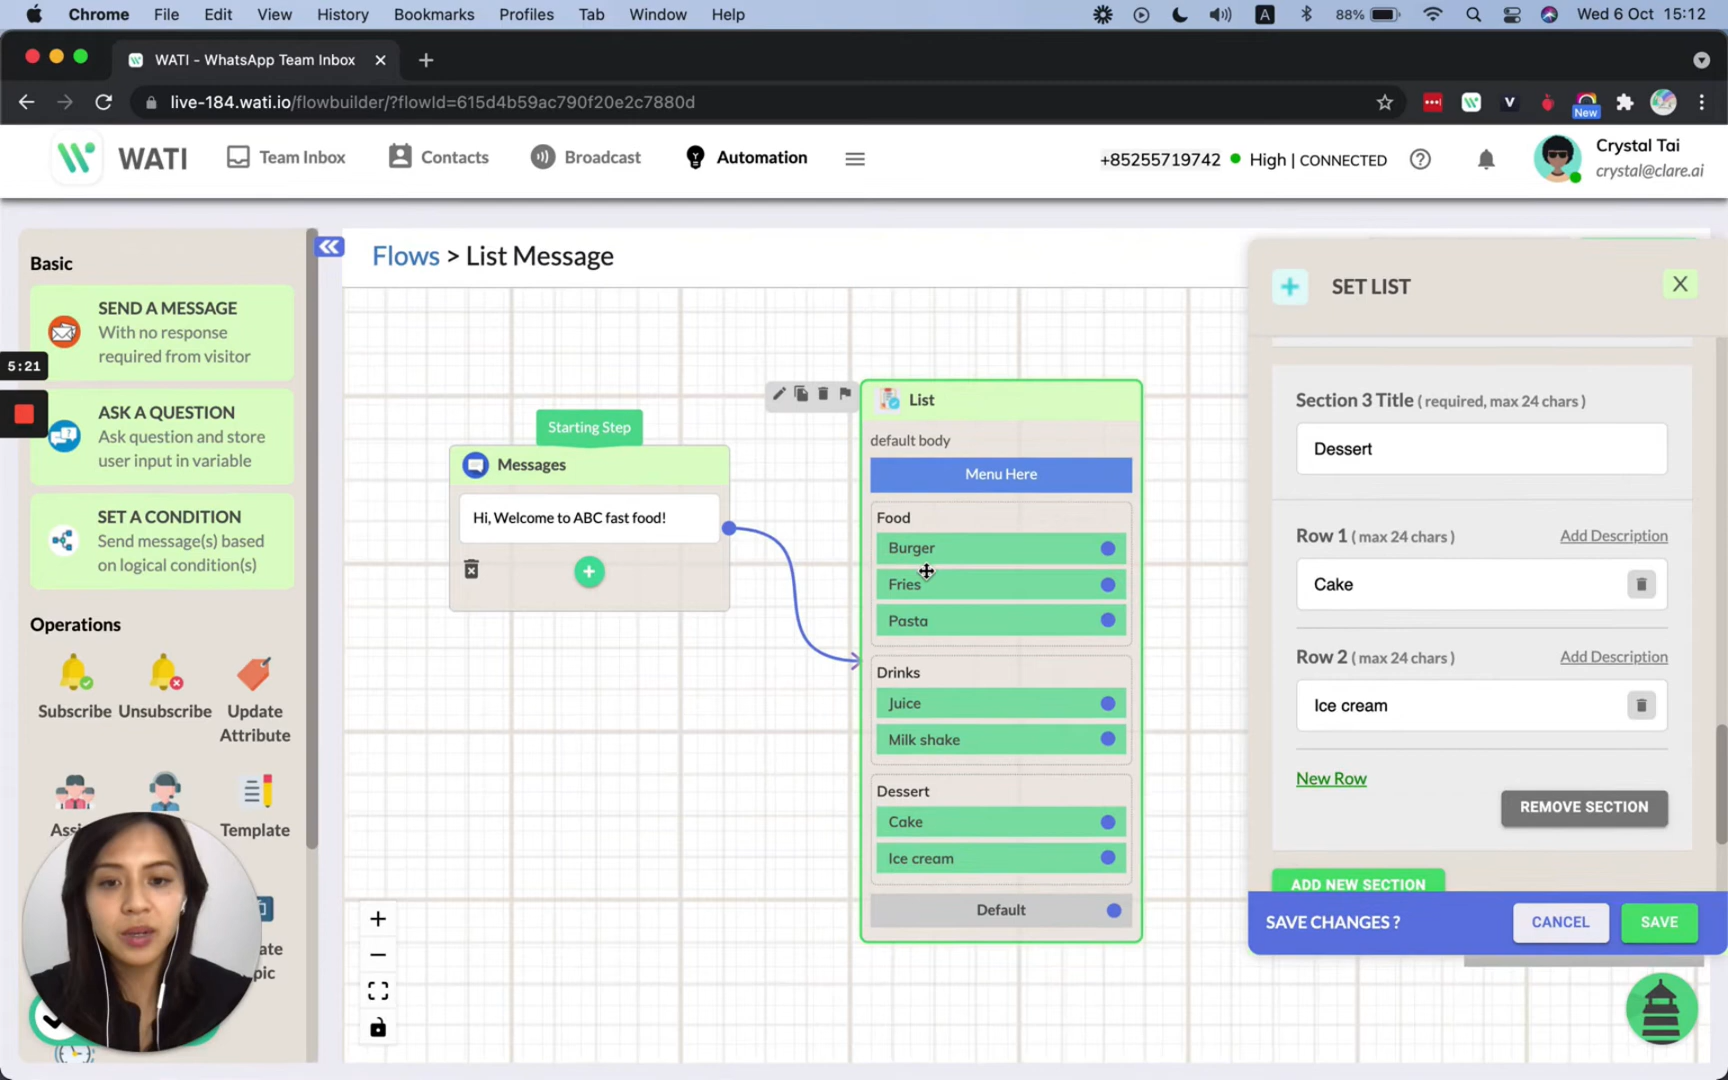 Chrome File Edit View History Bookmarks Profiles Tab Window Help A 88% Wed 6 Oct 15:12
WATI - WhatsApp Team Inbox
live-184.wati.io/flowbuilder/?flowId=615d4b59ac790f20e2c7880d
V
New
WATI Team Inbox Contacts Broadcast Automation
+85255719742 High | CONNECTED
Crystal Tai
crystal@clare.ai
Basic
SEND A MESSAGE
With no response
required from visitor
5:21
ASK A QUESTION
Ask question and store
user input in variable
SET A CONDITION
Send message(s) based
on logical condition(s)
Operations
Subscribe
Unsubscribe
Update
Attribute
Template
Flows > List Message
Starting Step
Messages
Hi, Welcome to ABC fast food!
List
default body
Menu Here
Food
Burger
Fries
Pasta
Drinks
Juice
Milk shake
Dessert
Cake
Ice cream
Default
SET LIST
Section 3 Title ( required, max 24 chars )
Dessert
Row 1 ( max 24 chars ) Add Description
Cake
Row 2 ( max 24 chars ) Add Description
Ice cream
New Row
REMOVE SECTION
ADD NEW SECTION
SAVE CHANGES ?
CANCEL
SAVE